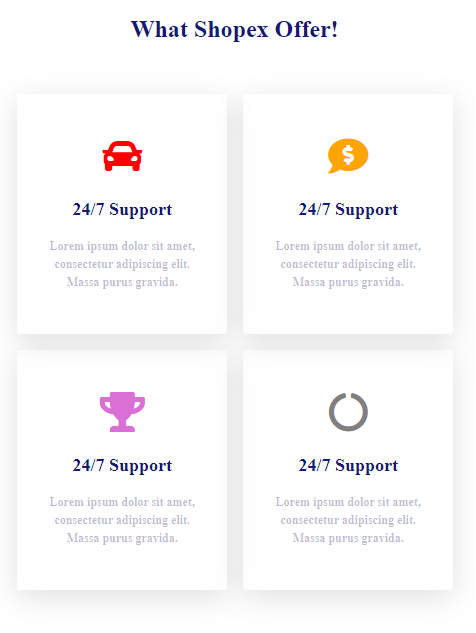 What Shopex Offer!
$
24/7 Support
Lorem ipsum dolor sit amet,
consectetur adipiscing elit.
Massa purus gravida.
24/7 Support
Lorem ipsum dolor sit amet,
consectetur adipiscing elit.
Massa purus gravida.
24/7 Support
Lorem ipsum dolor sit amet,
consectetur adipiscing elit.
Massa purus gravida.
24/7 Support
Lorem ipsum dolor sit amet,
consectetur adipiscing elit.
Massa purus gravida.